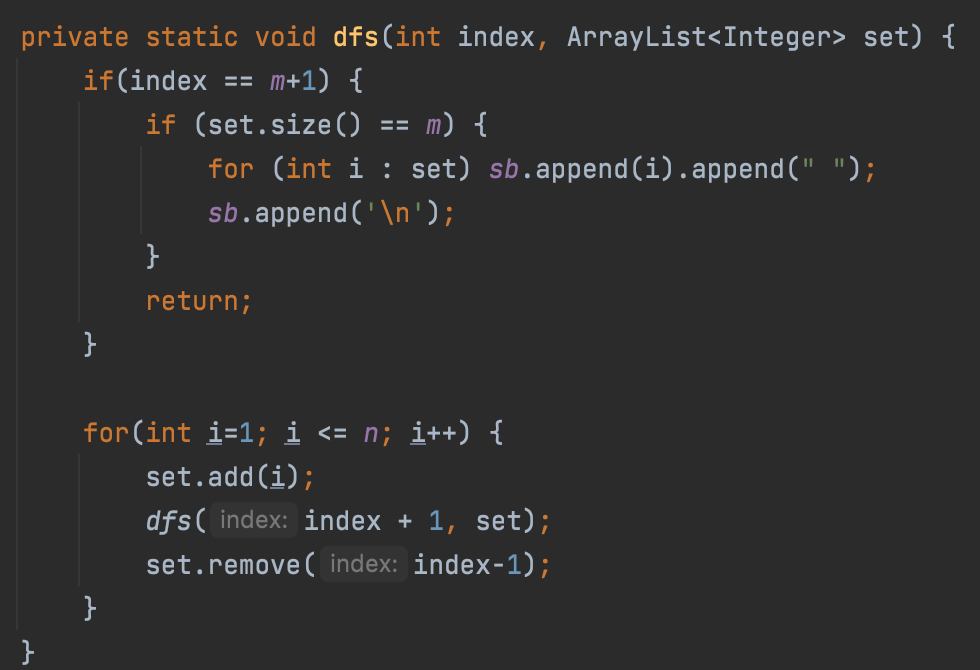 private static void dfs(int index, ArrayList<Integer> set) {
    if(index == m+1) {
        if (set.size() == m) {
            for (int i : set) sb.append(i).append(" ");
            sb.append('\n');
        }
        return;
    }

    for(int i=1; i <= n; i++) {
        set.add(i);
        dfs( index: index + 1, set);
        set.remove( index: index-1);
    }
}